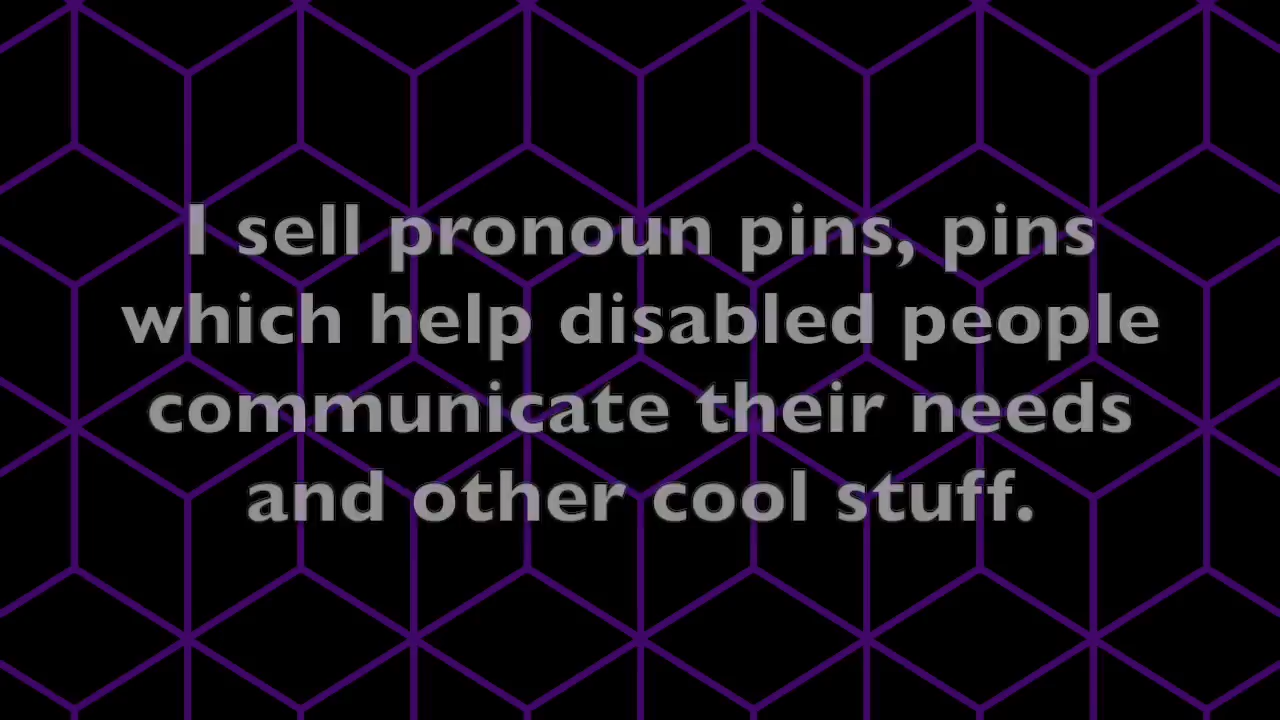 I sell pronoun pins, pins
which help disabled people
communicate their needs
and other cool stuff.